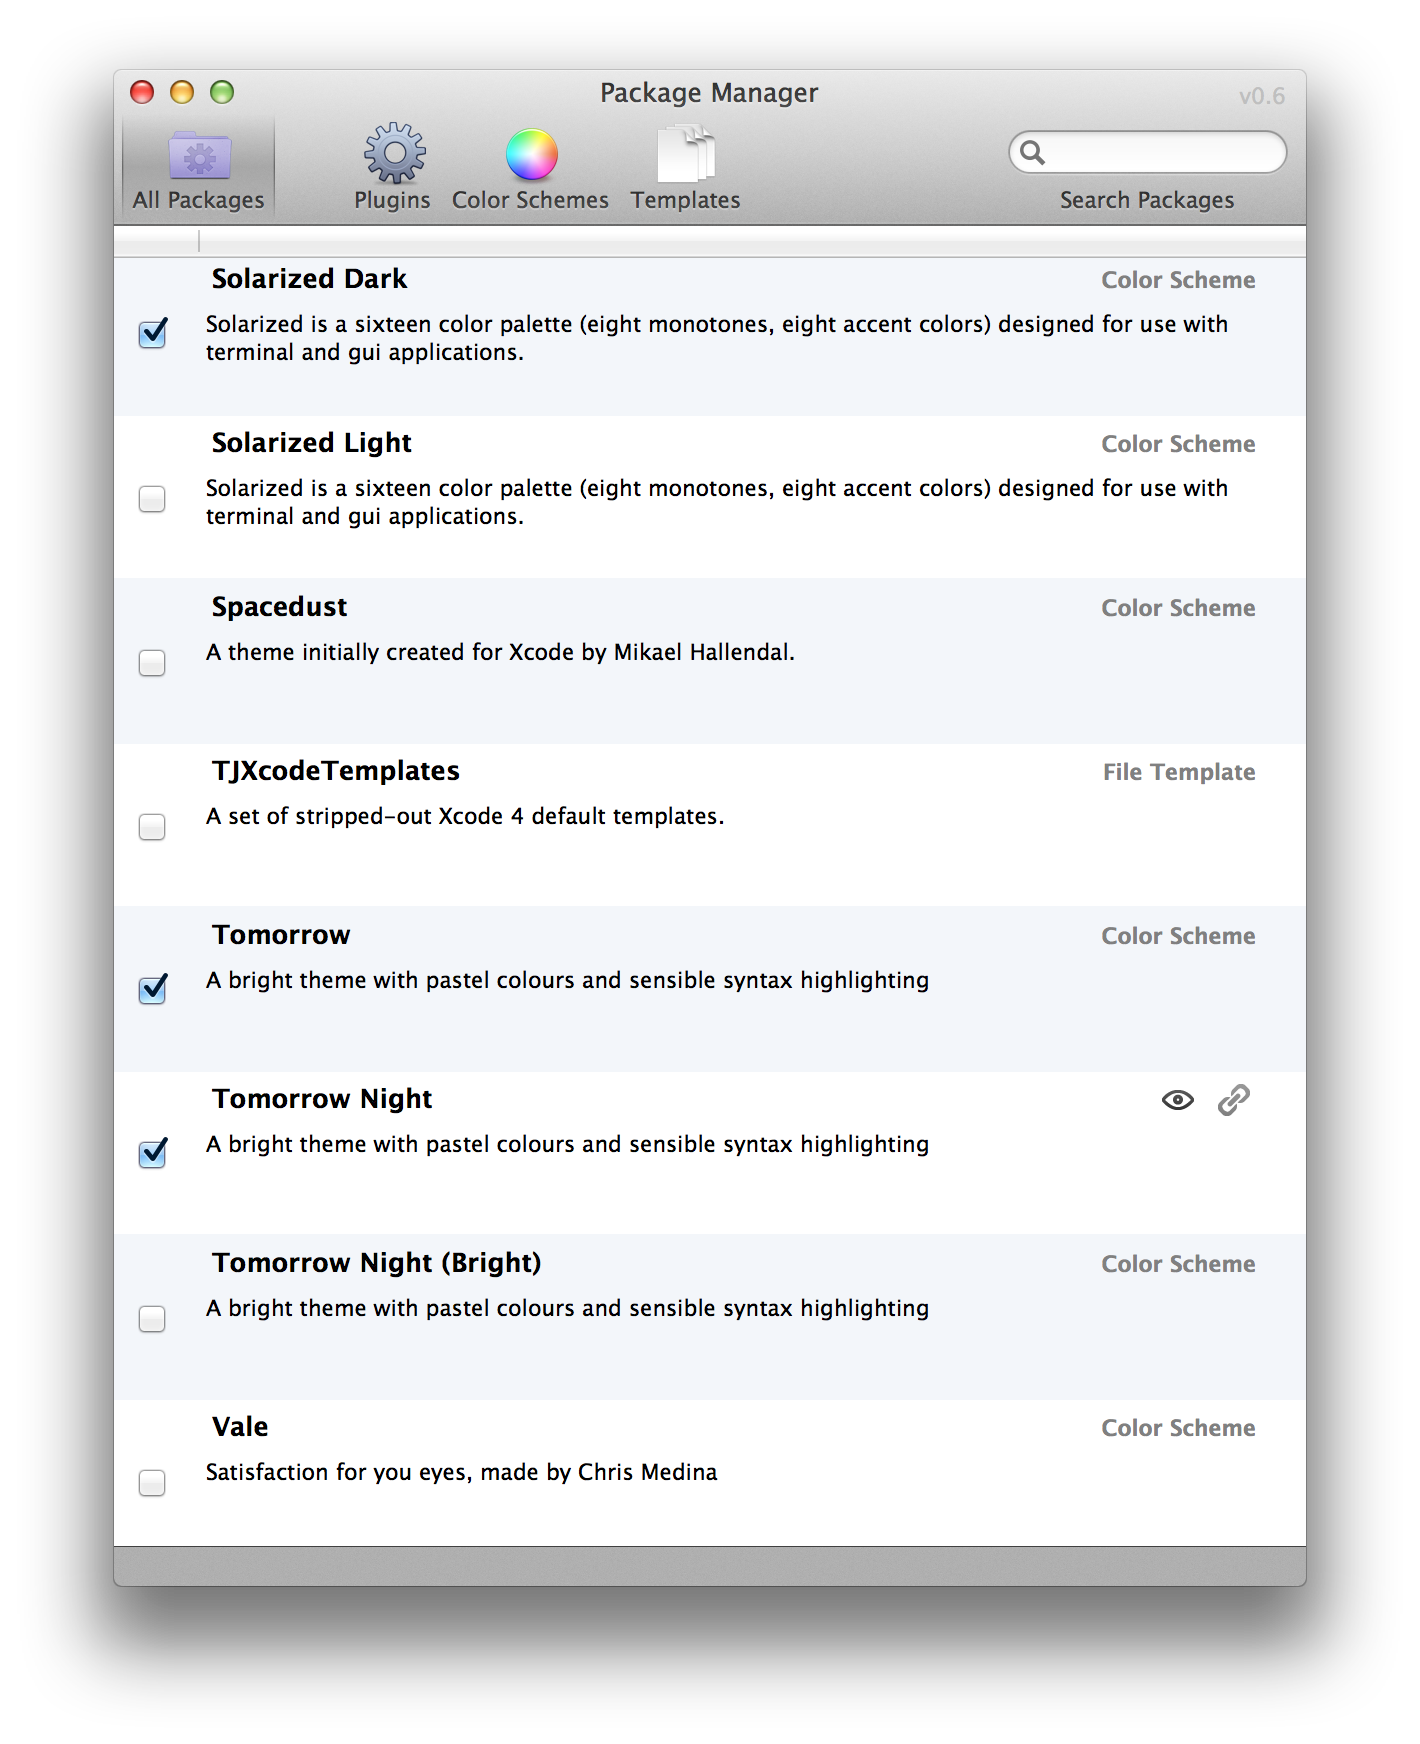 Package Manager
v0.6
All Packages
Plugins
Color Schemes
Templates
Search Packages
Solarized Dark
Color Scheme
Solarized is a sixteen color palette (eight monotones, eight accent colors) designed for use with
terminal and gui applications.
Solarized Light
Color Scheme
Solarized is a sixteen color palette (eight monotones, eight accent colors) designed for use with
terminal and gui applications.
Spacedust
Color Scheme
A theme initially created for Xcode by Mikael Hallendal.
TJXcodeTemplates
File Template
A set of stripped-out Xcode 4 default templates.
Tomorrow
Color Scheme
A bright theme with pastel colours and sensible syntax highlighting
Tomorrow Night
A bright theme with pastel colours and sensible syntax highlighting
Tomorrow Night (Bright)
Color Scheme
A bright theme with pastel colours and sensible syntax highlighting
Vale
Color Scheme
Satisfaction for you eyes, made by Chris Medina